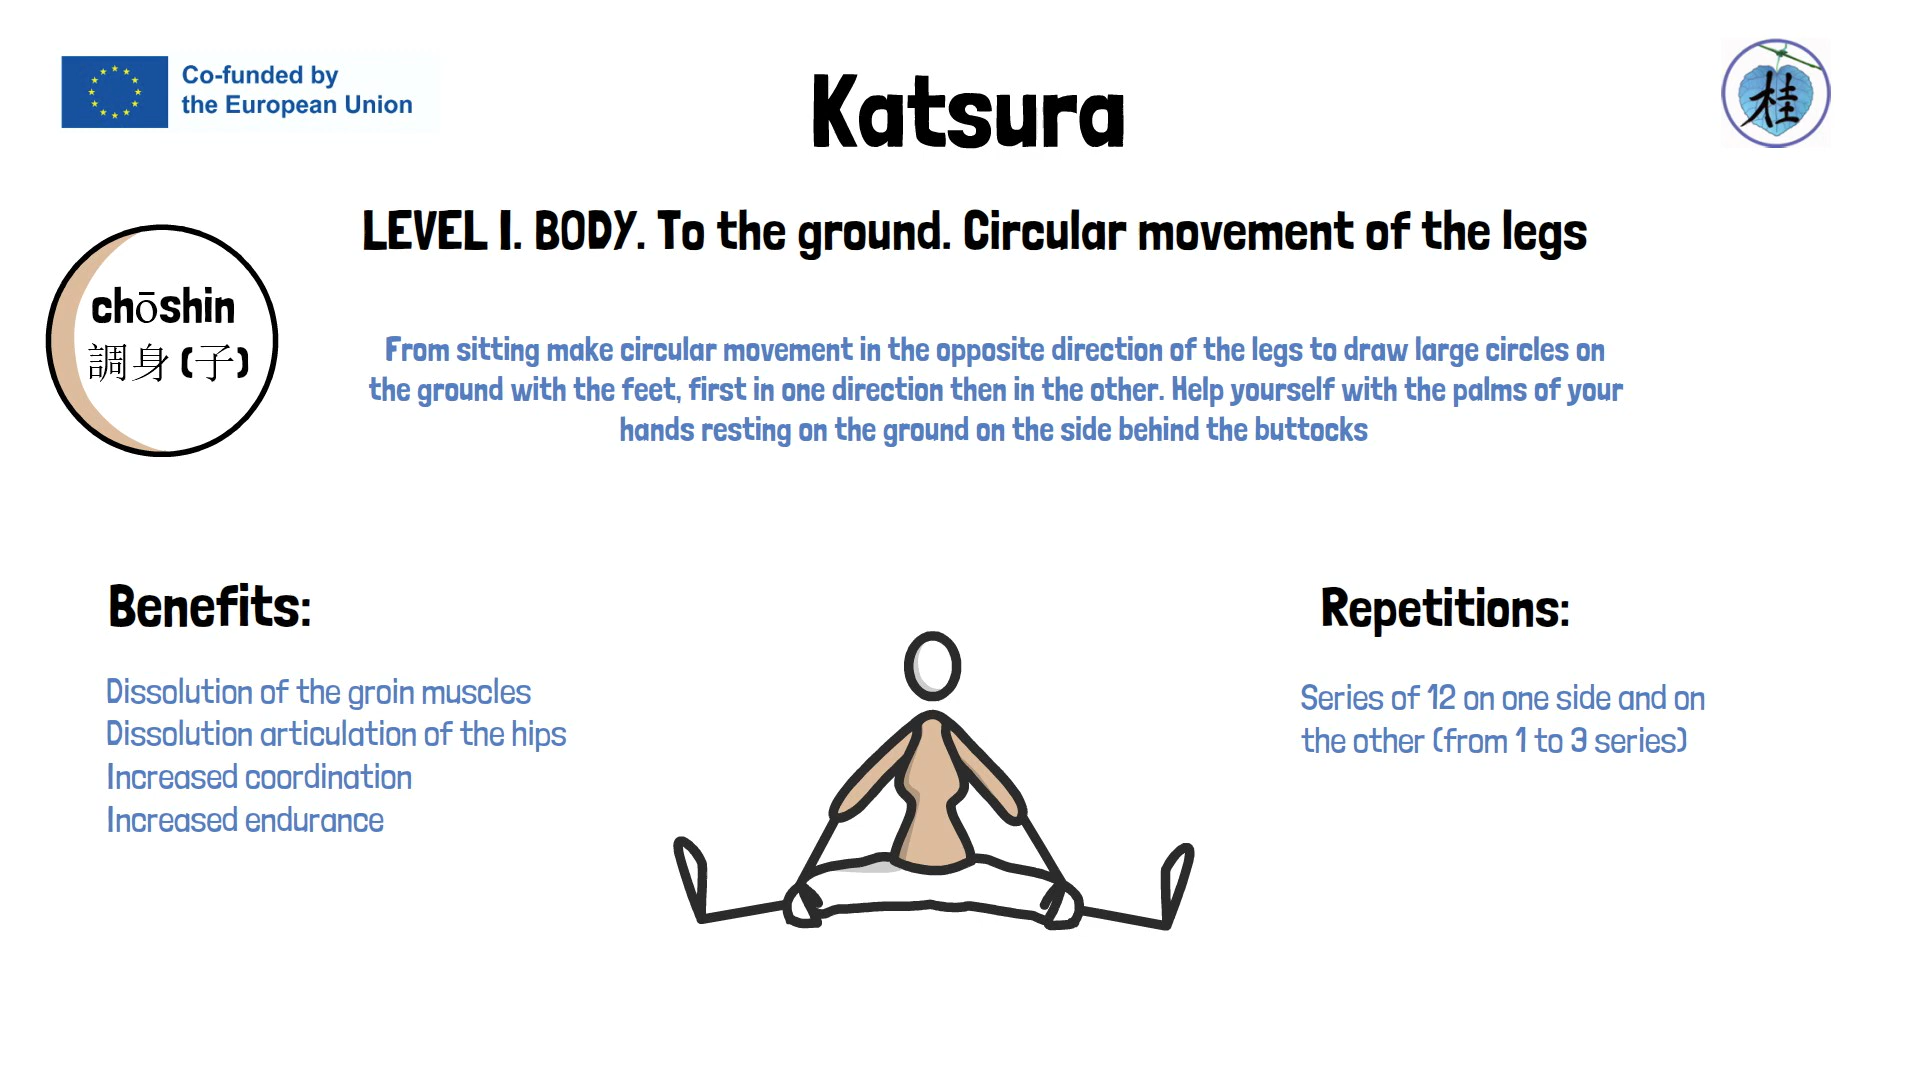 Co-funded by
the European Union
Katsura
桂
LEVEL 1. BODY. To the ground. Circular movement of the legs
chōshin
調身 (子)
From sitting make circular movement in the opposite direction of the legs to draw large circles on
the ground with the feet, first in one direction then in the other. Help yourself with the palms of your
hands resting on the ground on the side behind the buttocks
Benefits:
Dissolution of the groin muscles
Dissolution articulation of the hips
Increased coordination
Increased endurance
Repetitions:
Series of 12 on one side and on
the other (from 1 to 3 series)